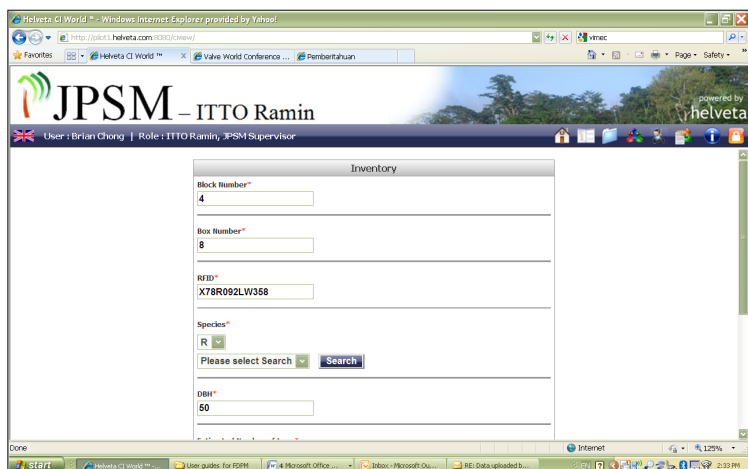 Helveta CI World ™ - Windows Internet Explorer provided by Yahoo!
http://pilot1.helveta.com:8080/ciview/
vimec
Favorites
Helveta CI World ™
Valve World Conference ...
Pemberitahuan
Page
Safety
JPSM – ITTO Ramin
powered by
helveta
User : Brian Chong | Role : ITTO Ramin, JPSM Supervisor
Inventory
Block Number*
4
Box Number*
8
RFID*
X78R092LW358
Species*
R
Please select Search
Search
DBH*
50
Done
Internet
125%
start
Helveta CI World ™ -...
User guides for FDPM
4 Microsoft Office ...
Inbox - Microsoft Ou...
RE: Data uploaded b...
EN
2:33 PM